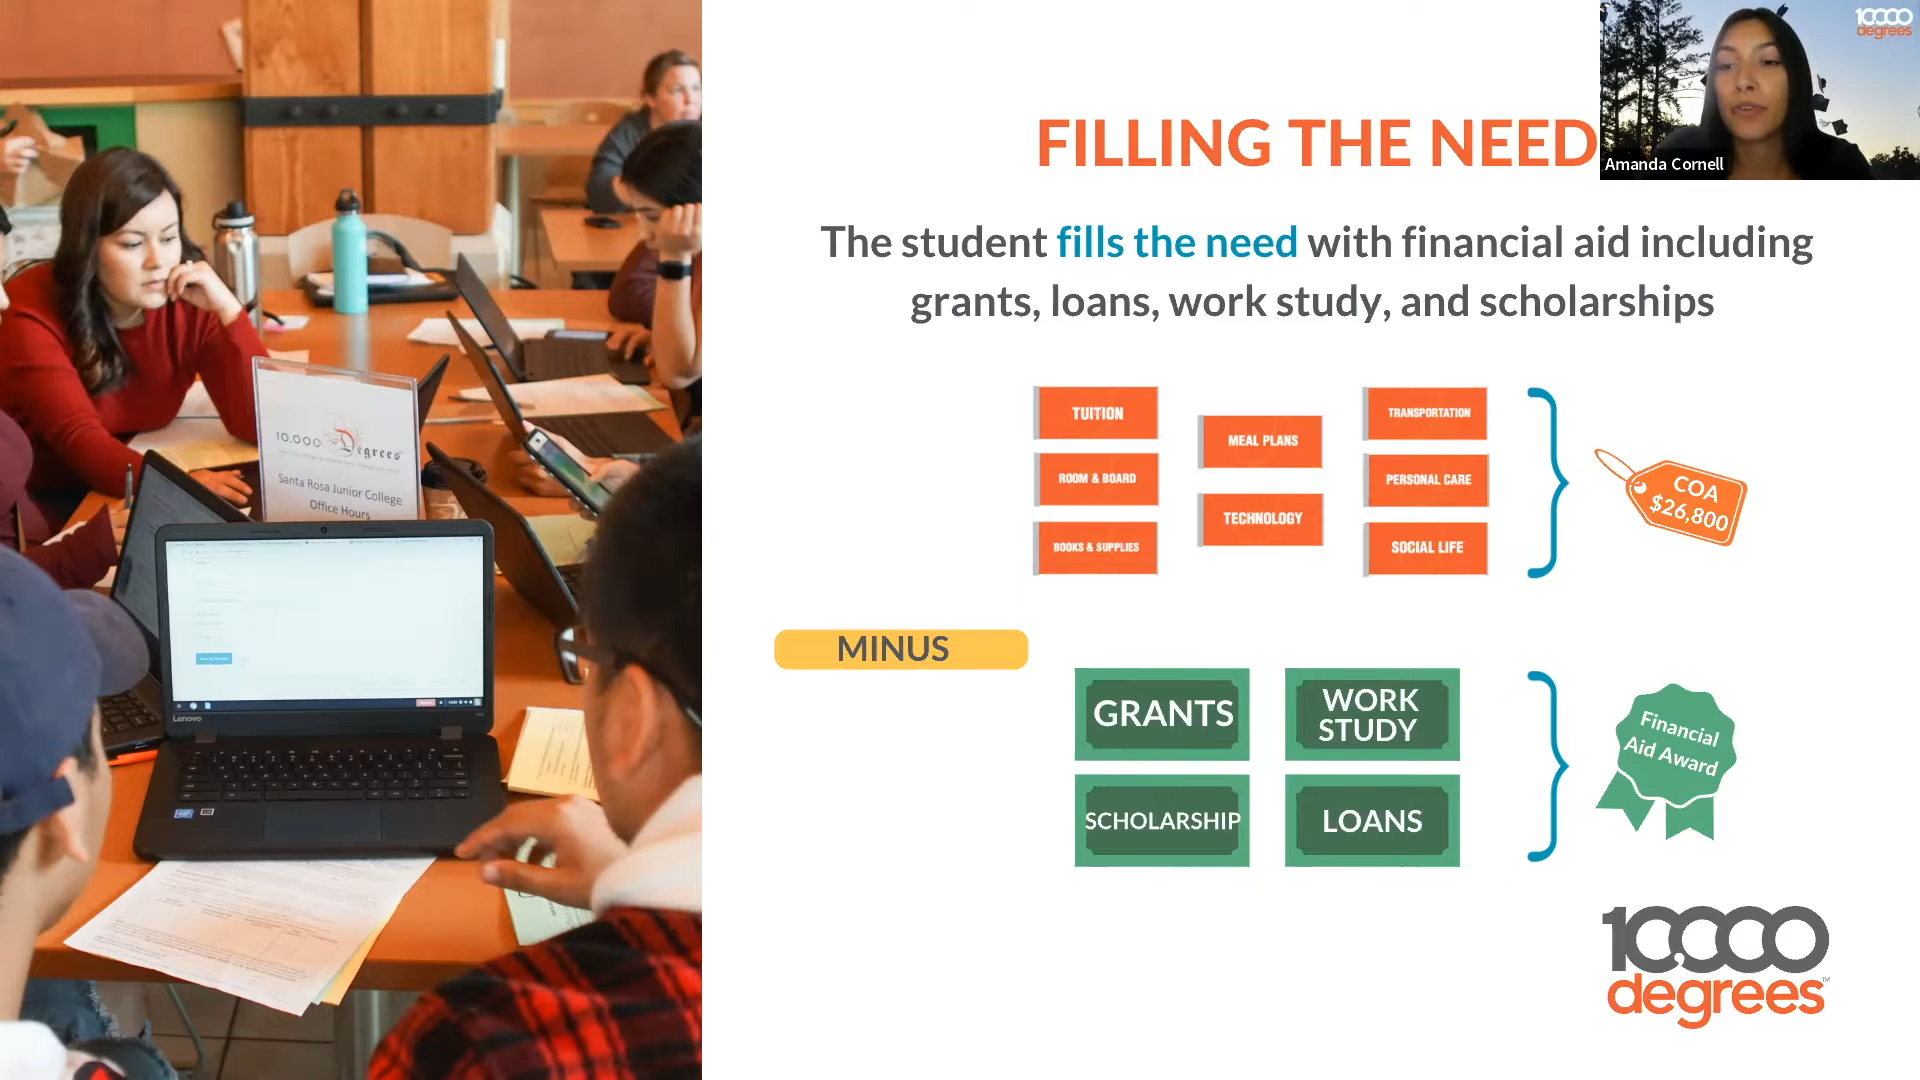 10000
degrees
Amanda Cornell
FILLING THE NEED
The student fills the need with financial aid including
grants, loans, work study, and scholarships
TUITION
ROOM & BOARD
BOOKS & SUPPLIES
MEAL PLANS
TECHNOLOGY
TRANSPORTATION
PERSONAL CARE
SOCIAL LIFE
COA
$26,800
MINUS
GRANTS
WORK
STUDY
SCHOLARSHIP
LOANS
Financial
Aid Award
10,000
degrees™
10,000 Degrees
Santa Rosa Junior College
Office Hours
Lenovo